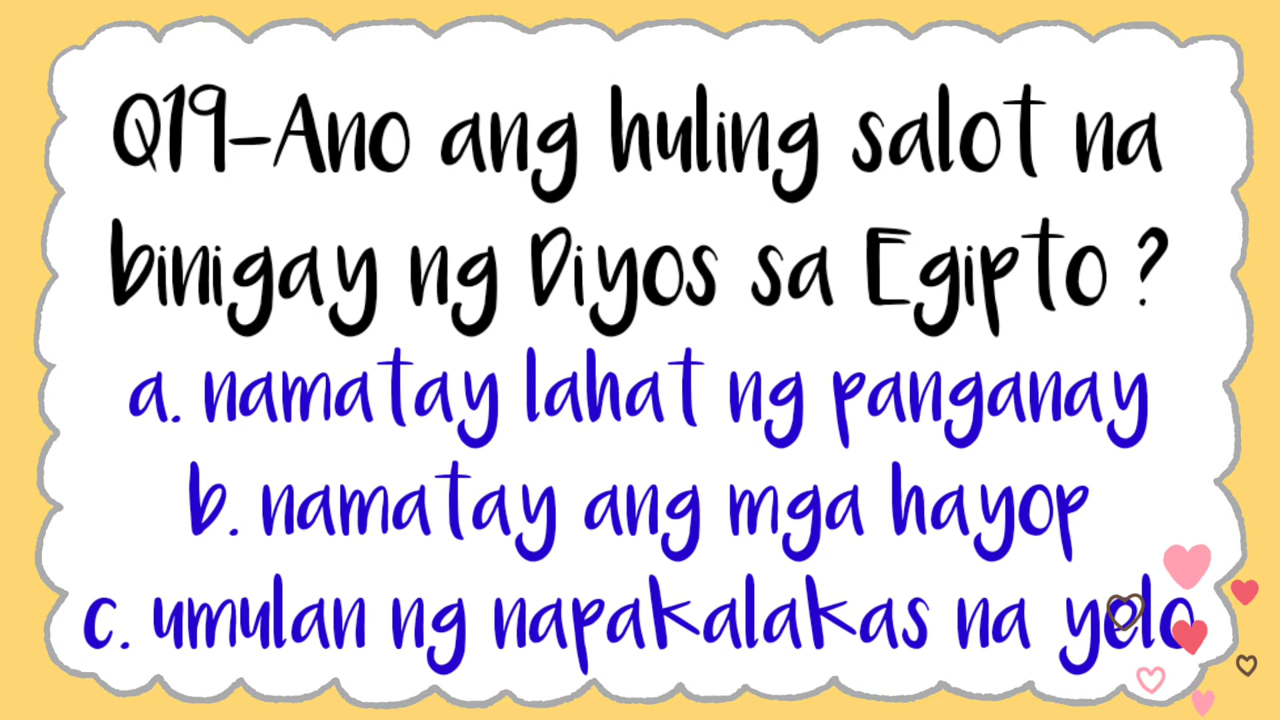 Q19-Ano ang huling salot na
binigay ng Diyos sa Egipto ?
a. namatay lahat ng panganay
b. namatay ang mga hayop
c. umulan ng napakalakas na yelo